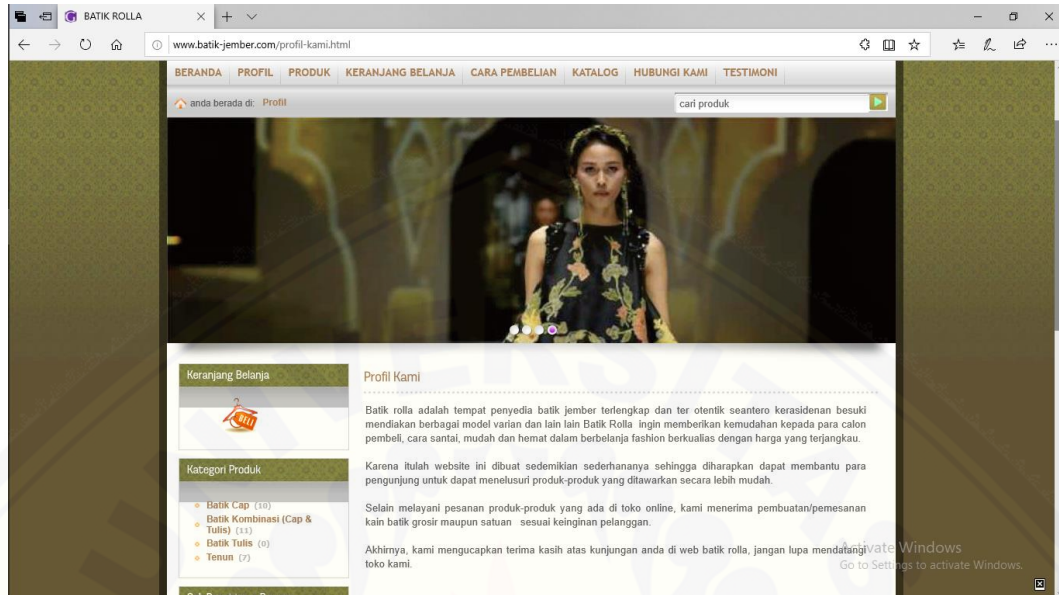 BATIK ROLLA
www.batik-jember.com/profil-kami.html
BERANDA PROFIL PRODUK KERANJANG BELANJA CARA PEMBELIAN KATALOG HUBUNGI KAMI TESTIMONI
anda berada di: Profil
cari produk
Keranjang Belanja
BELI
Kategori Produk
Batik Cap (10)
Batik Kombinasi (Cap &
Tulis) (11)
Batik Tulis (0)
Tenun (7)
Profil Kami
Batik rolla adalah tempat penyedia batik jember terlengkap dan ter otentik seantero kerasidenan besuki
mendiakan berbagai model varian dan lain lain Batik Rolla ingin memberikan kemudahan kepada para calon
pembeli, cara santai, mudah dan hemat dalam berbelanja fashion berkualias dengan harga yang terjangkau.
Karena itulah website ini dibuat sedemikian sederhananya sehingga diharapkan dapat membantu para
pengunjung untuk dapat menelusuri produk-produk yang ditawarkan secara lebih mudah.
Selain melayani pesanan produk-produk yang ada di toko online, kami menerima pembuatan/pemesanan
kain batik grosir maupun satuan sesuai keinginan pelanggan.
Akhirnya, kami mengucapkan terima kasih atas kunjungan anda di web batik rolla, jangan lupa mendatangi
toko kami.
Activate Windows
Go to Settings to activate Windows.